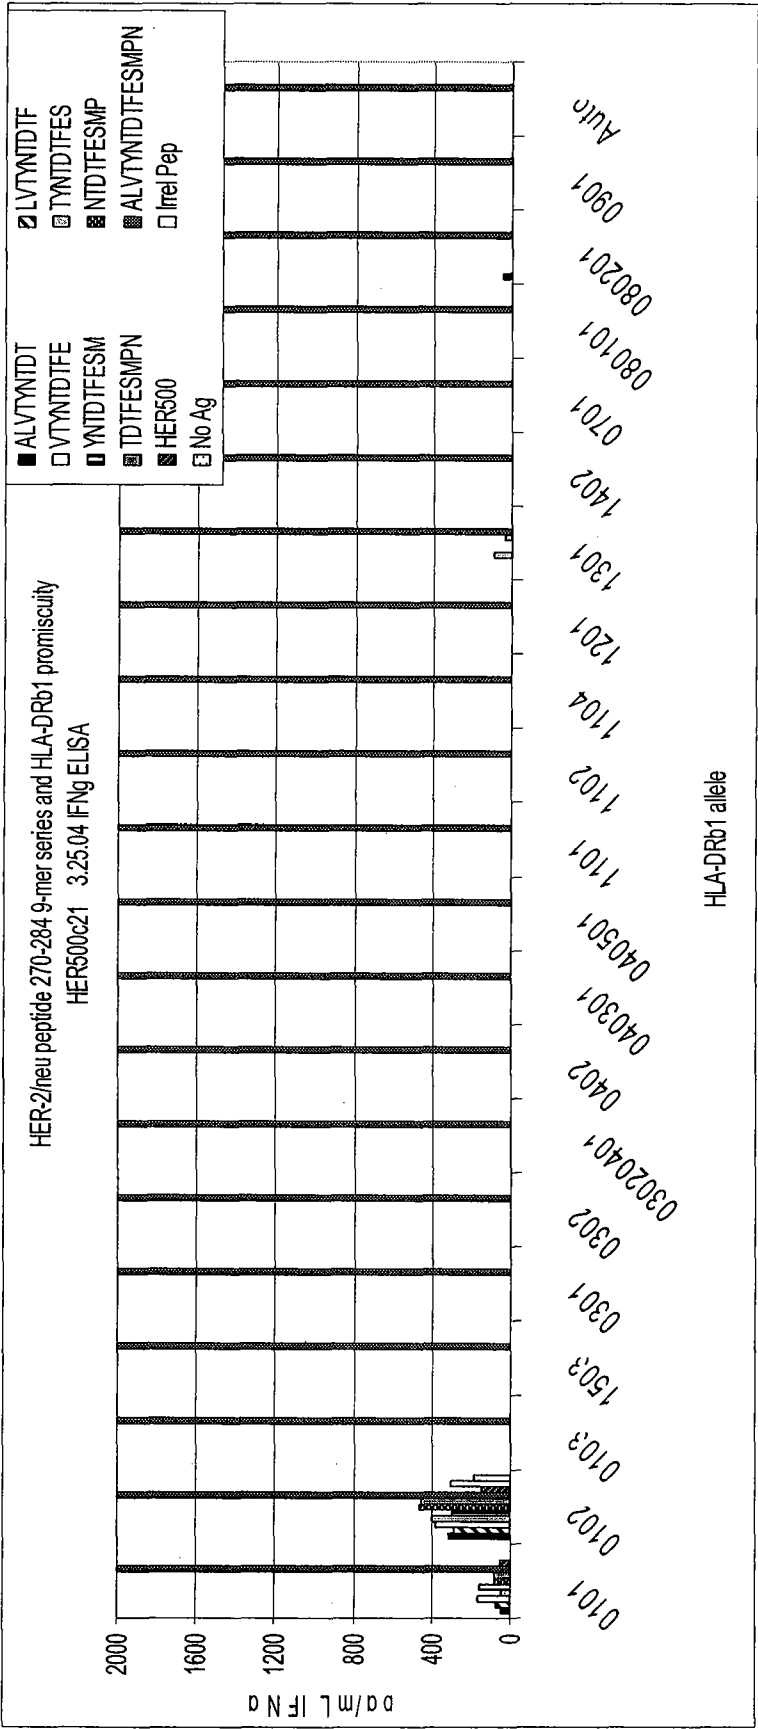 HER-2/neu peptide 270-284 9-mer series and HLA-DRb1 promiscuity
HER500c21 3.25.04 IFNg ELISA
ALVTYNTDT
LVTYNTDTF
VTYNTDTFE
TYNTDTFES
YNTDTFESM
NTDTFESMP
TDTFESMPN
ALVTYNTDTFESMPN
HER500
Irrel Pep
No Ag
pg/mL IFN g
2000
1600
1200
800
400
0
0101
0102
0103
1503
0301
0302
03020401
0402
040301
040501
1101
1102
1104
1201
1301
1402
0701
080101
080201
0901
Auto
HLA-DRb1 allele